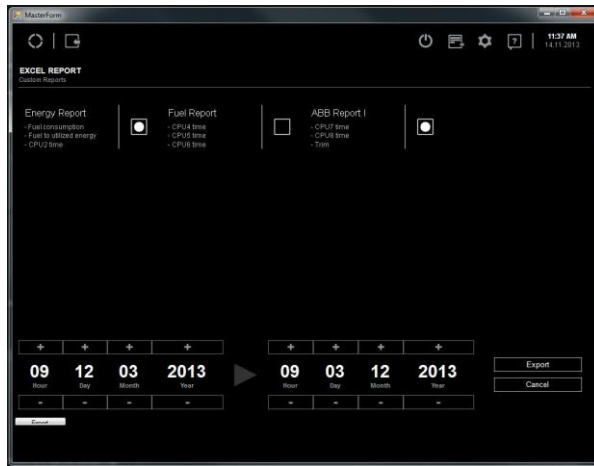 MasterForm
11:37 AM
14.11.2013
EXCEL REPORT
Custom Reports
Energy Report
- Fuel consumption
- Fuel to utilized energy
- CPU2 time
Fuel Report
- CPU4 time
- CPU5 time
- CPU6 time
ABB Report I
- CPU7 time
- CPU8 time
- Trim
+ + + +
09 12 03 2013
Hour Day Month Year
- - - -
+ + + +
09 03 12 2013
Hour Day Month Year
- - - -
Export
Cancel
Export